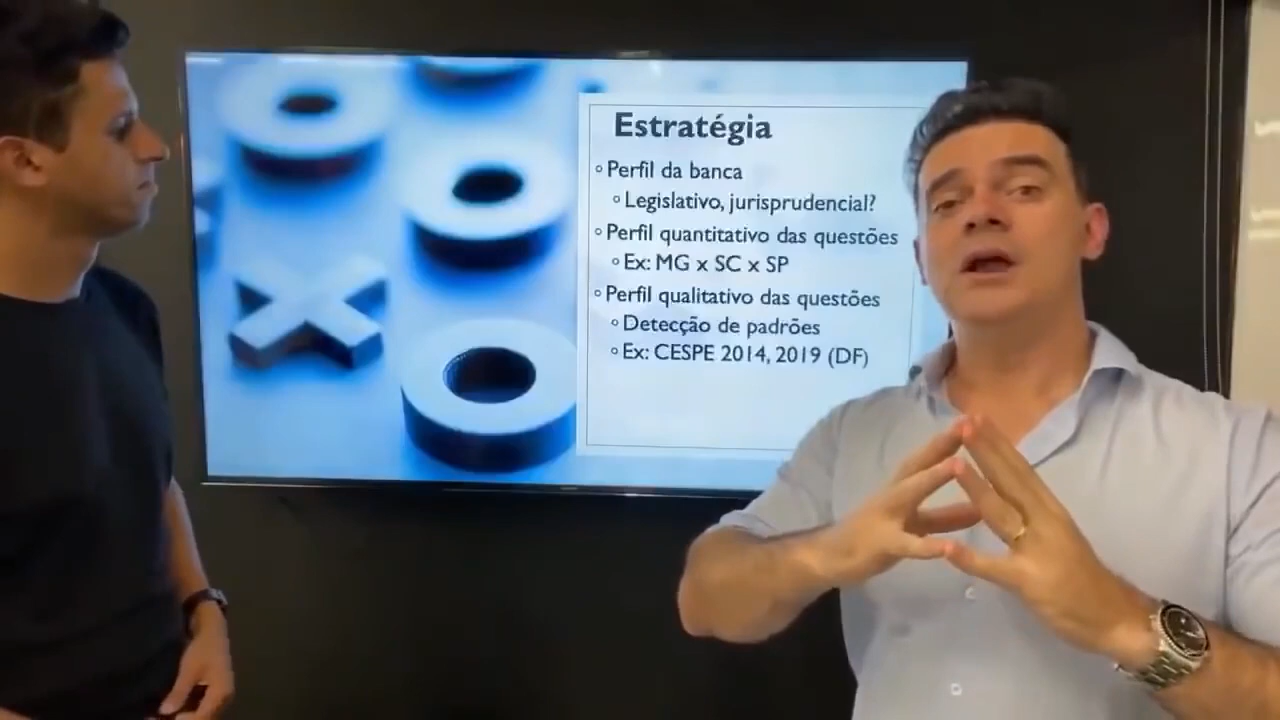 Estratégia
Perfil da banca
Legislativo, jurisprudencial?
Perfil quantitativo das questões
Ex: MG x SC x SP
Perfil qualitativo das questões
Detecção de padrões
Ex: CESPE 2014, 2019 (DF)